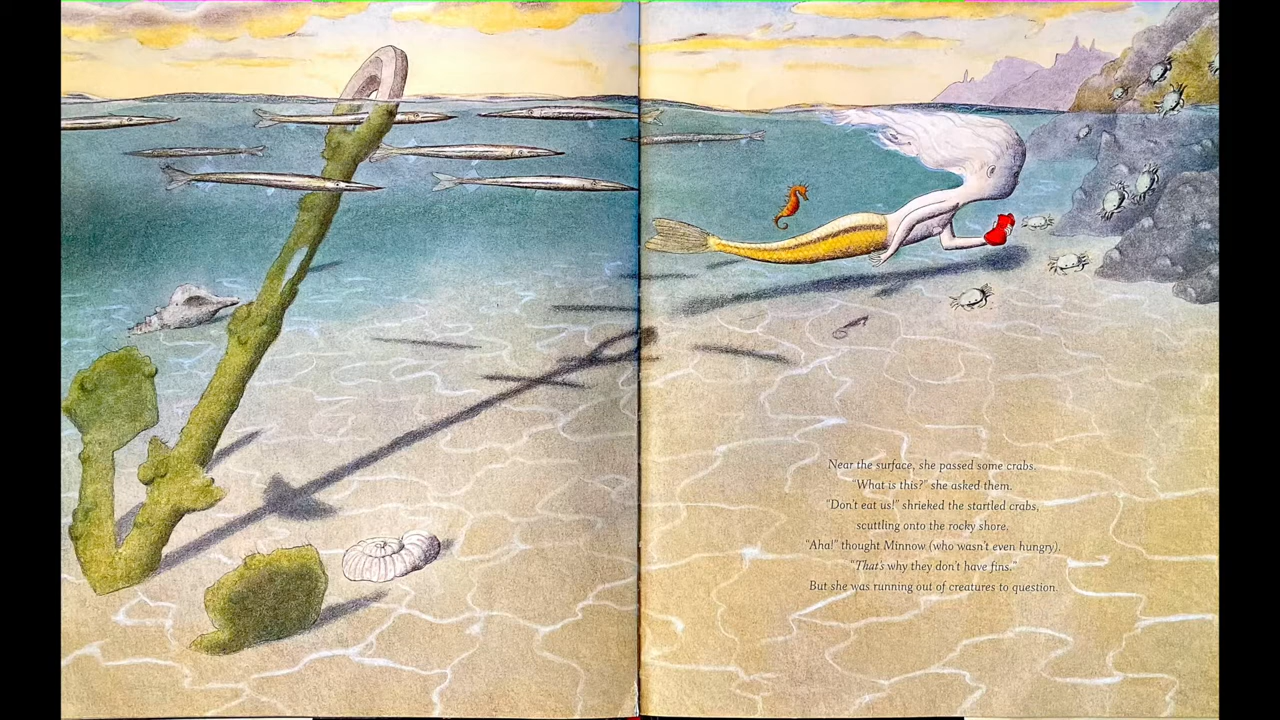 Near the surface, she passed some crabs.
"What is this?" she asked them.
"Don't eat us!" shrieked the startled crabs,
scuttling onto the rocky shore.
"Aha!" thought Minnow (who wasn't even hungry).
"That's why they don't have fins."
But she was running out of creatures to question.